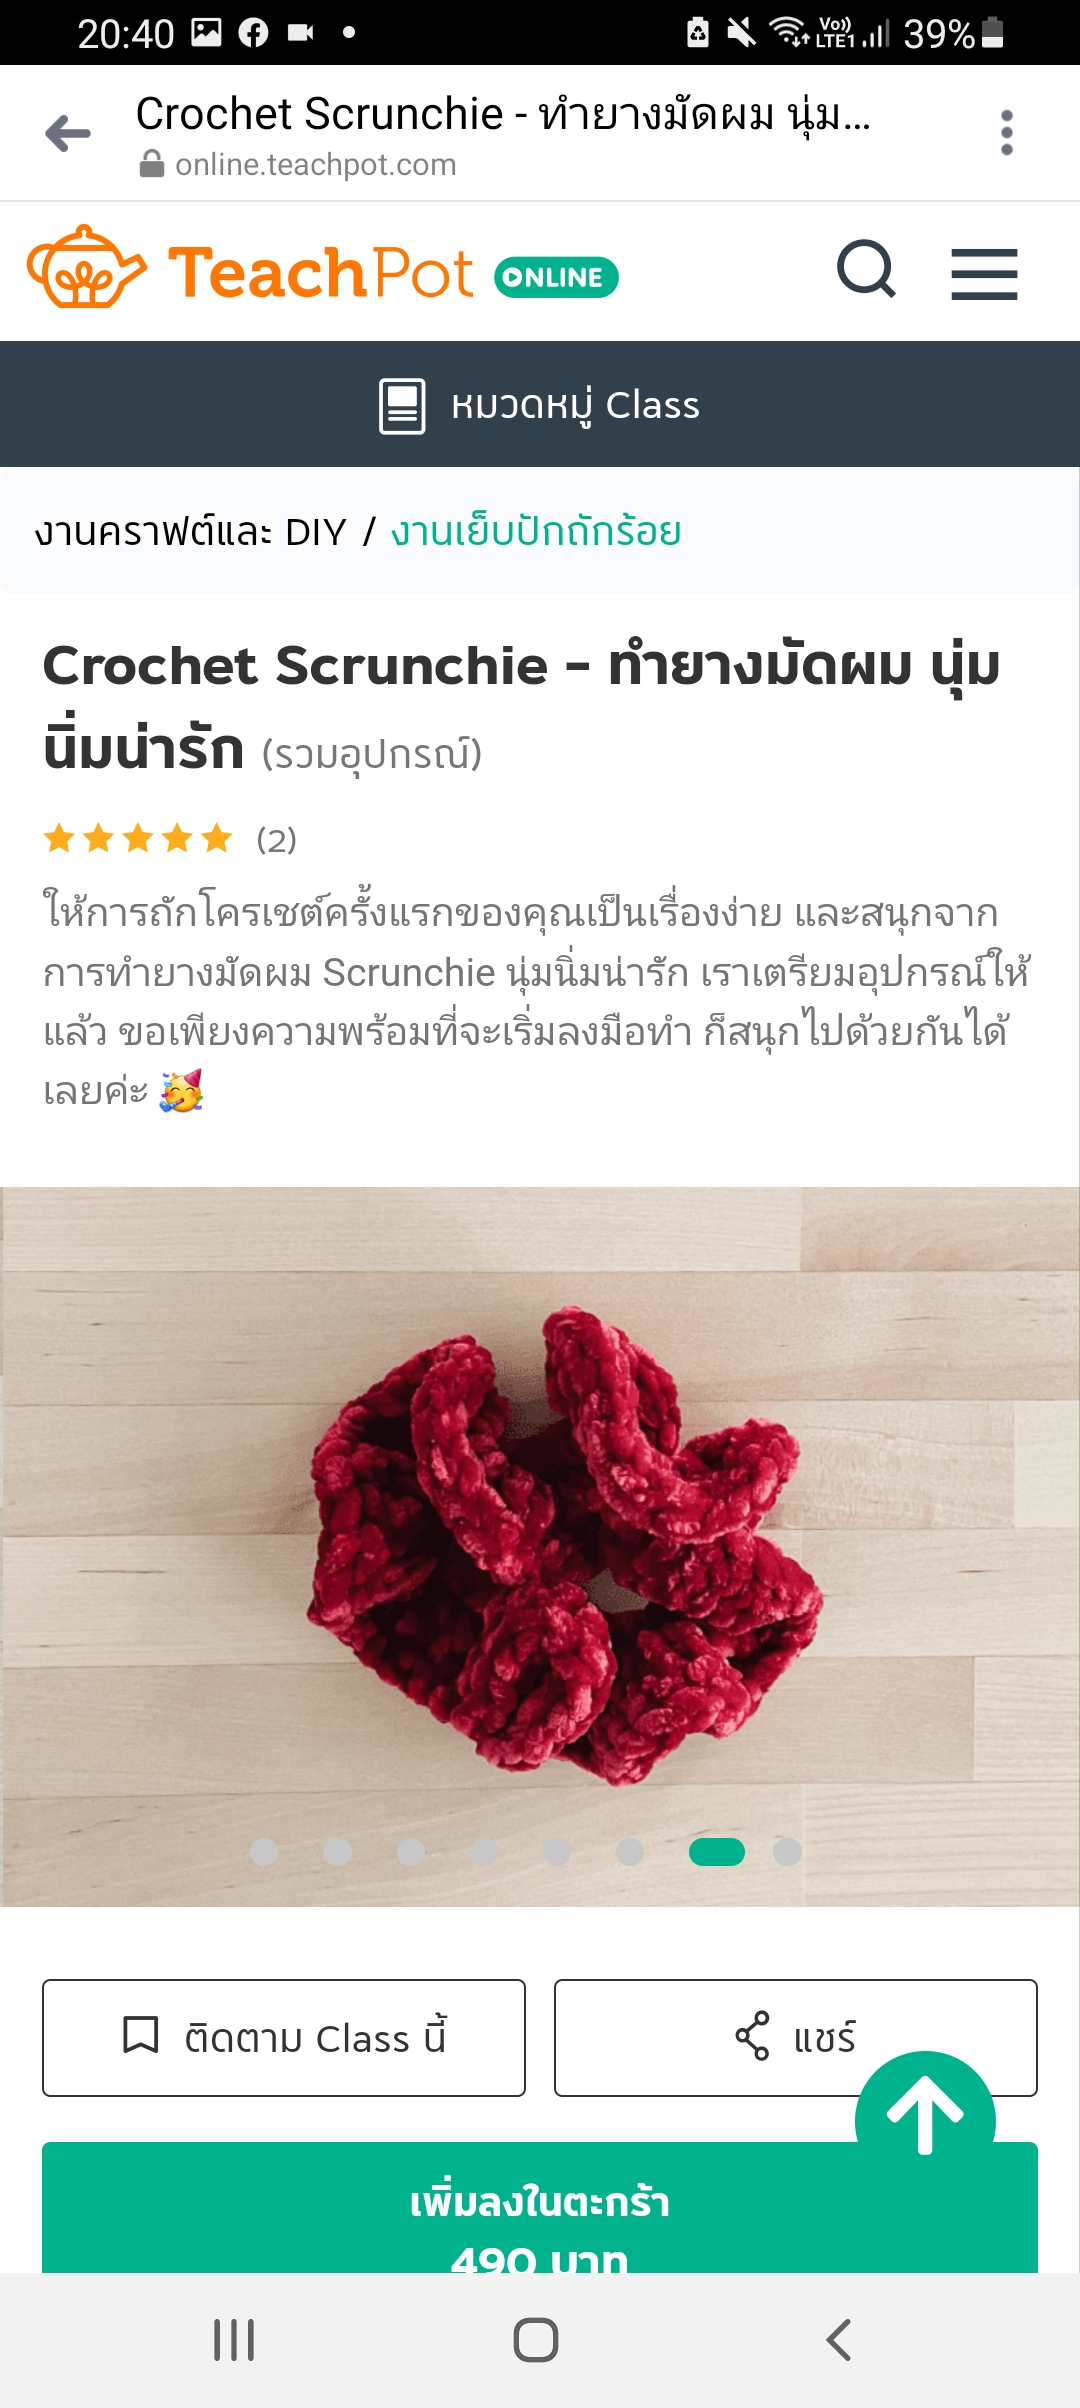 20:40
Vo)) LTE1 39%
Crochet Scrunchie - ทำยางมัดผม นุ่ม...
online.teachpot.com
TeachPot ONLINE
หมวดหมู่ Class
งานคราฟต์และ DIY / งานเย็บปักถักร้อย
Crochet Scrunchie - ทำยางมัดผม นุ่ม
นิ่มน่ารัก (รวมอุปกรณ์)
(2)
ให้การถักโครเชต์ครั้งแรกของคุณเป็นเรื่องง่าย และสนุกจาก
การทำยางมัดผม Scrunchie นุ่มนิ่มน่ารัก เราเตรียมอุปกรณ์ให้
แล้ว ขอเพียงความพร้อมที่จะเริ่มลงมือทำ ก็สนุกไปด้วยกันได้
เลยค่ะ 🥳
ติดตาม Class นี้
แชร์
เพิ่มลงในตะกร้า
490 บาท